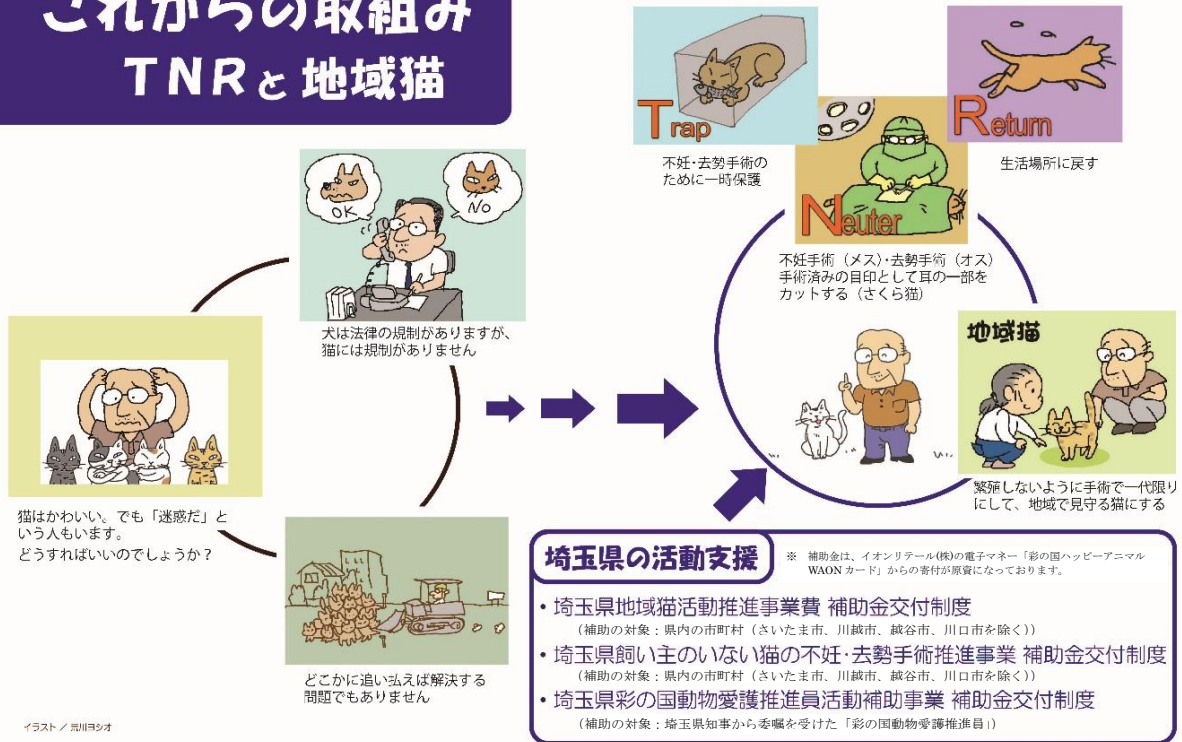 これからの取組み
TNRと地域猫
OK
NO
犬は法律の規制がありますが、
猫には規制がありません
猫はかわいい。でも「迷惑だ」と
いう人もいます。
どうすればいいのでしょうか？
どこかに追い払えば解決する
問題でもありません
イラスト／荒川ヨシオ
Trap
不妊・去勢手術の
ために一時保護
Neuter
不妊手術（メス）・去勢手術（オス）
手術済みの目印として耳の一部を
カットする（さくら猫）
Return
生活場所に戻す
地域猫
繁殖しないように手術で一代限り
にして、地域で見守る猫にする
埼玉県の活動支援
※ 補助金は、イオンリテール(株)の電子マネー「彩の国ハッピーアニマル
WAONカード」からの寄付が原資になっております。
・埼玉県地域猫活動推進事業費 補助金交付制度
（補助の対象：県内の市町村（さいたま市、川越市、越谷市、川口市を除く））
・埼玉県飼い主のいない猫の不妊・去勢手術推進事業 補助金交付制度
（補助の対象：県内の市町村（さいたま市、川越市、越谷市、川口市を除く））
・埼玉県彩の国動物愛護推進員活動補助事業 補助金交付制度
（補助の対象：埼玉県知事から委嘱を受けた「彩の国動物愛護推進員」）